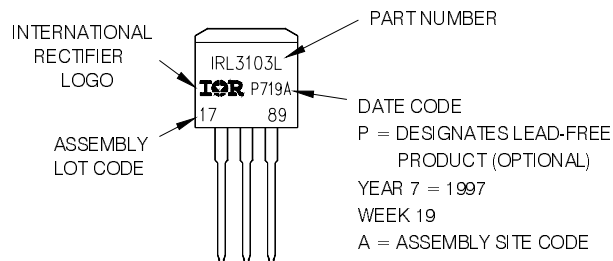 INTERNATIONAL
RECTIFIER
LOGO
ASSEMBLY
LOT CODE
PART NUMBER
IRL3103L
IOR P719A
17 89
DATE CODE
P = DESIGNATES LEAD-FREE
PRODUCT (OPTIONAL)
YEAR 7 = 1997
WEEK 19
A = ASSEMBLY SITE CODE